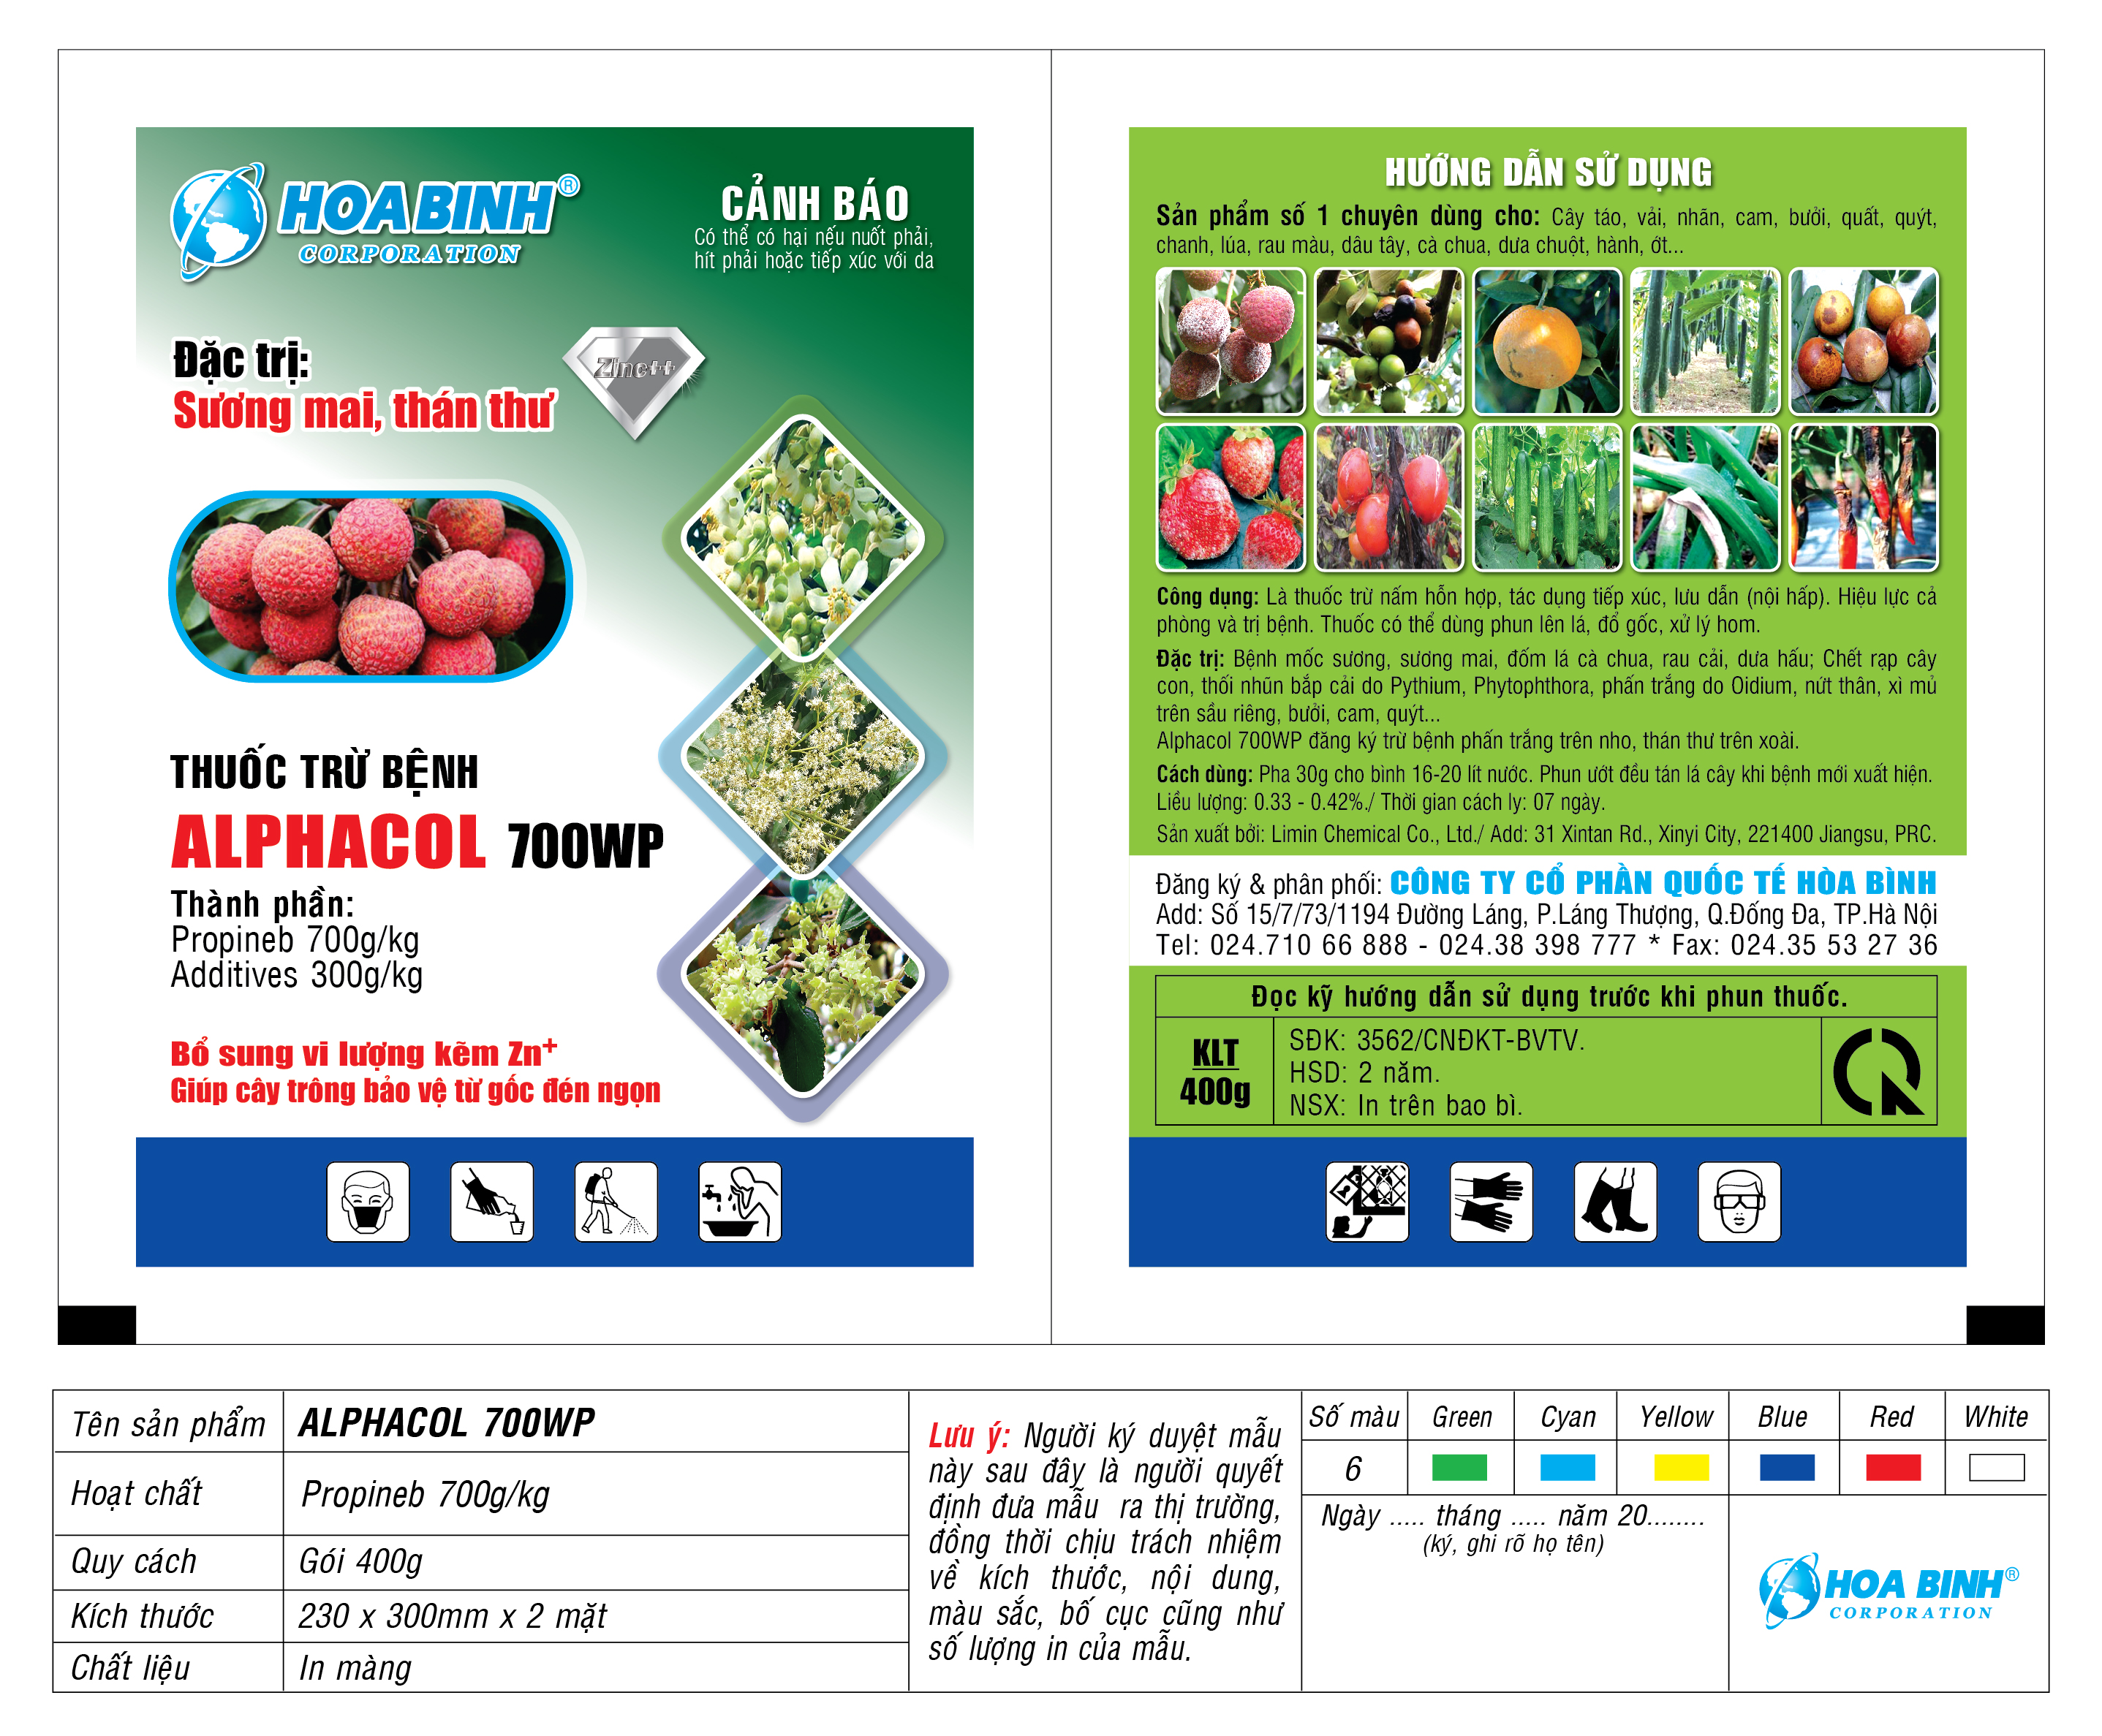 HOA BINH®
CORPORATION
CẢNH BÁO
Có thể có hại nếu nuốt phải,
hít phải hoặc tiếp xúc với da
Đặc trị:
Sương mai, thán thư
Zinc++
THUỐC TRỪ BỆNH
ALPHACOL 700WP
Thành phần:
Propineb 700g/kg
Additives 300g/kg
Bổ sung vi lượng kẽm Zn+
Giúp cây trông bảo vệ từ gốc đén ngọn
HƯỚNG DẪN SỬ DỤNG
Sản phẩm số 1 chuyên dùng cho: Cây táo, vải, nhãn, cam, bưởi, quất, quýt,
chanh, lúa, rau màu, dâu tây, cà chua, dưa chuột, hành, ớt...
Công dụng: Là thuốc trừ nấm hỗn hợp, tác dụng tiếp xúc, lưu dẫn (nội hấp). Hiệu lực cả
phòng và trị bệnh. Thuốc có thể dùng phun lên lá, đổ gốc, xử lý hom.
Đặc trị: Bệnh mốc sương, sương mai, đốm lá cà chua, rau cải, dưa hấu; Chết rạp cây
con, thối nhũn bắp cải do Pythium, Phytophthora, phấn trắng do Oidium, nứt thân, xì mủ
trên sầu riêng, bưởi, cam, quýt...
Alphacol 700WP đăng ký trừ bệnh phấn trắng trên nho, thán thư trên xoài.
Cách dùng: Pha 30g cho bình 16-20 lít nước. Phun ướt đều tán lá cây khi bệnh mới xuất hiện.
Liều lượng: 0.33 - 0.42%./ Thời gian cách ly: 07 ngày.
Sản xuất bởi: Limin Chemical Co., Ltd./ Add: 31 Xintan Rd., Xinyi City, 221400 Jiangsu, PRC.
Đăng ký & phân phối: CÔNG TY CỔ PHẦN QUỐC TẾ HÒA BÌNH
Add: Số 15/7/73/1194 Đường Láng, P.Láng Thượng, Q.Đống Đa, TP.Hà Nội
Tel: 024.710 66 888 - 024.38 398 777 * Fax: 024.35 53 27 36
Đọc kỹ hướng dẫn sử dụng trước khi phun thuốc.
KLT
400g
SĐK: 3562/CNĐKT-BVTV.
HSD: 2 năm.
NSX: In trên bao bì.
Tên sản phẩm ALPHACOL 700WP
Hoạt chất Propineb 700g/kg
Quy cách Gói 400g
Kích thước 230 x 300mm x 2 mặt
Chất liệu In màng
Lưu ý: Người ký duyệt mẫu
này sau đây là người quyết
định đưa mẫu ra thị trường,
đồng thời chịu trách nhiệm
về kích thước, nội dung,
màu sắc, bố cục cũng như
số lượng in của mẫu.
Số màu Green Cyan Yellow Blue Red White
6
Ngày ..... tháng ..... năm 20........
(ký, ghi rõ họ tên)
HOA BINH®
CORPORATION